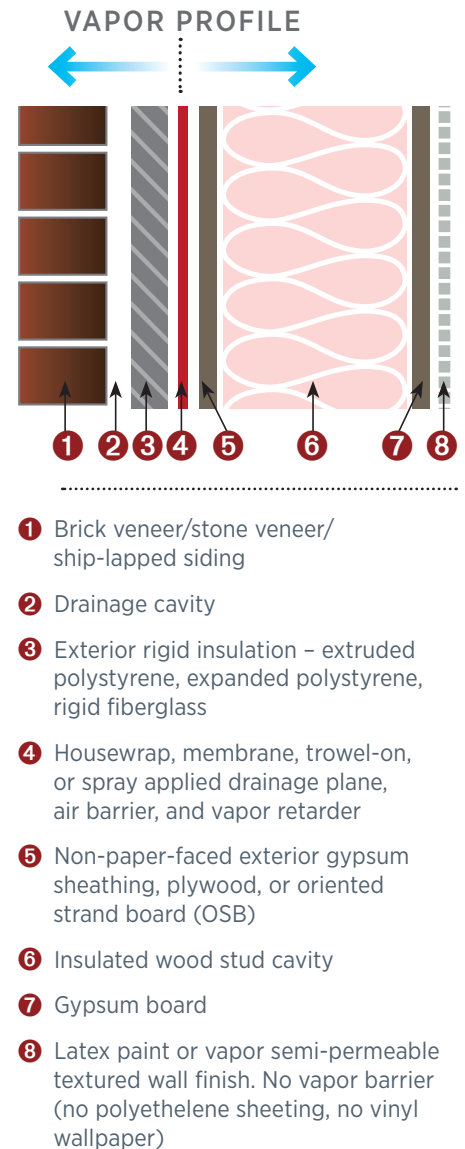 VAPOR PROFILE
1 2 3 4 5 6 7 8
1 Brick veneer/stone veneer/
ship-lapped siding
2 Drainage cavity
3 Exterior rigid insulation – extruded
polystyrene, expanded polystyrene,
rigid fiberglass
4 Housewrap, membrane, trowel-on,
or spray applied drainage plane,
air barrier, and vapor retarder
5 Non-paper-faced exterior gypsum
sheathing, plywood, or oriented
strand board (OSB)
6 Insulated wood stud cavity
7 Gypsum board
8 Latex paint or vapor semi-permeable
textured wall finish. No vapor barrier
(no polyethelene sheeting, no vinyl
wallpaper)